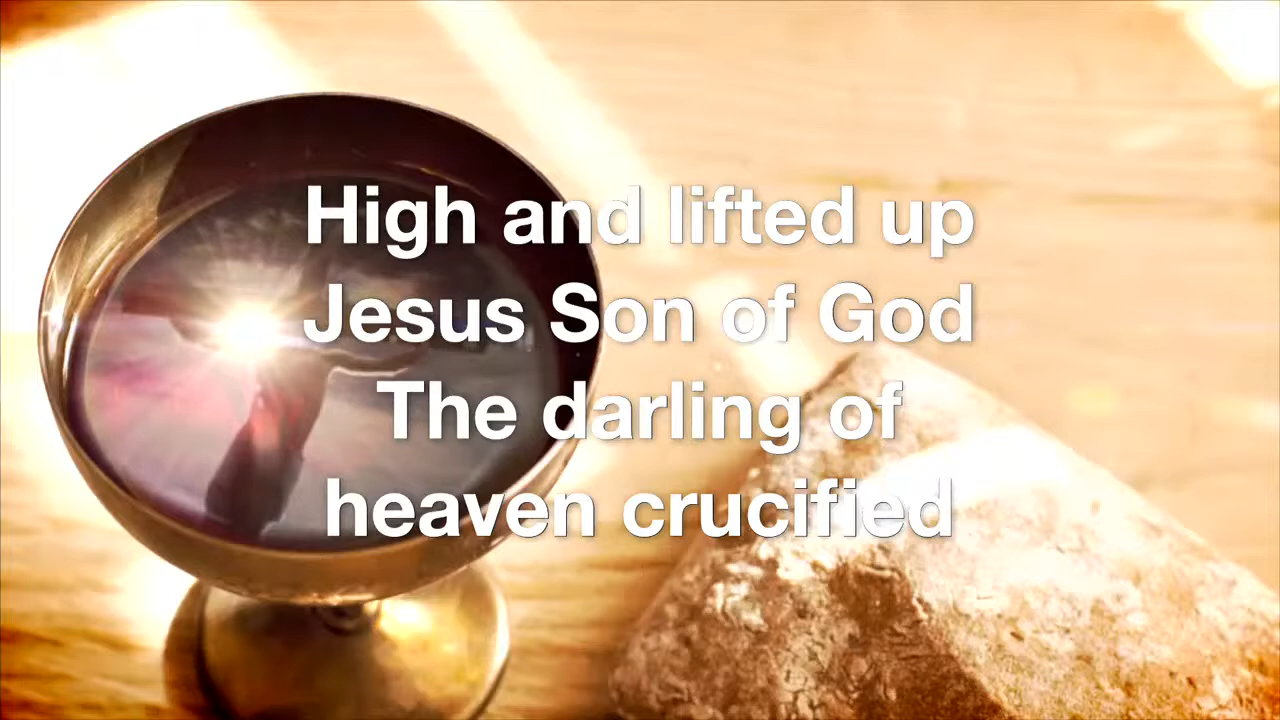 High and lifted up
Jesus Son of God
The darling of
heaven crucified